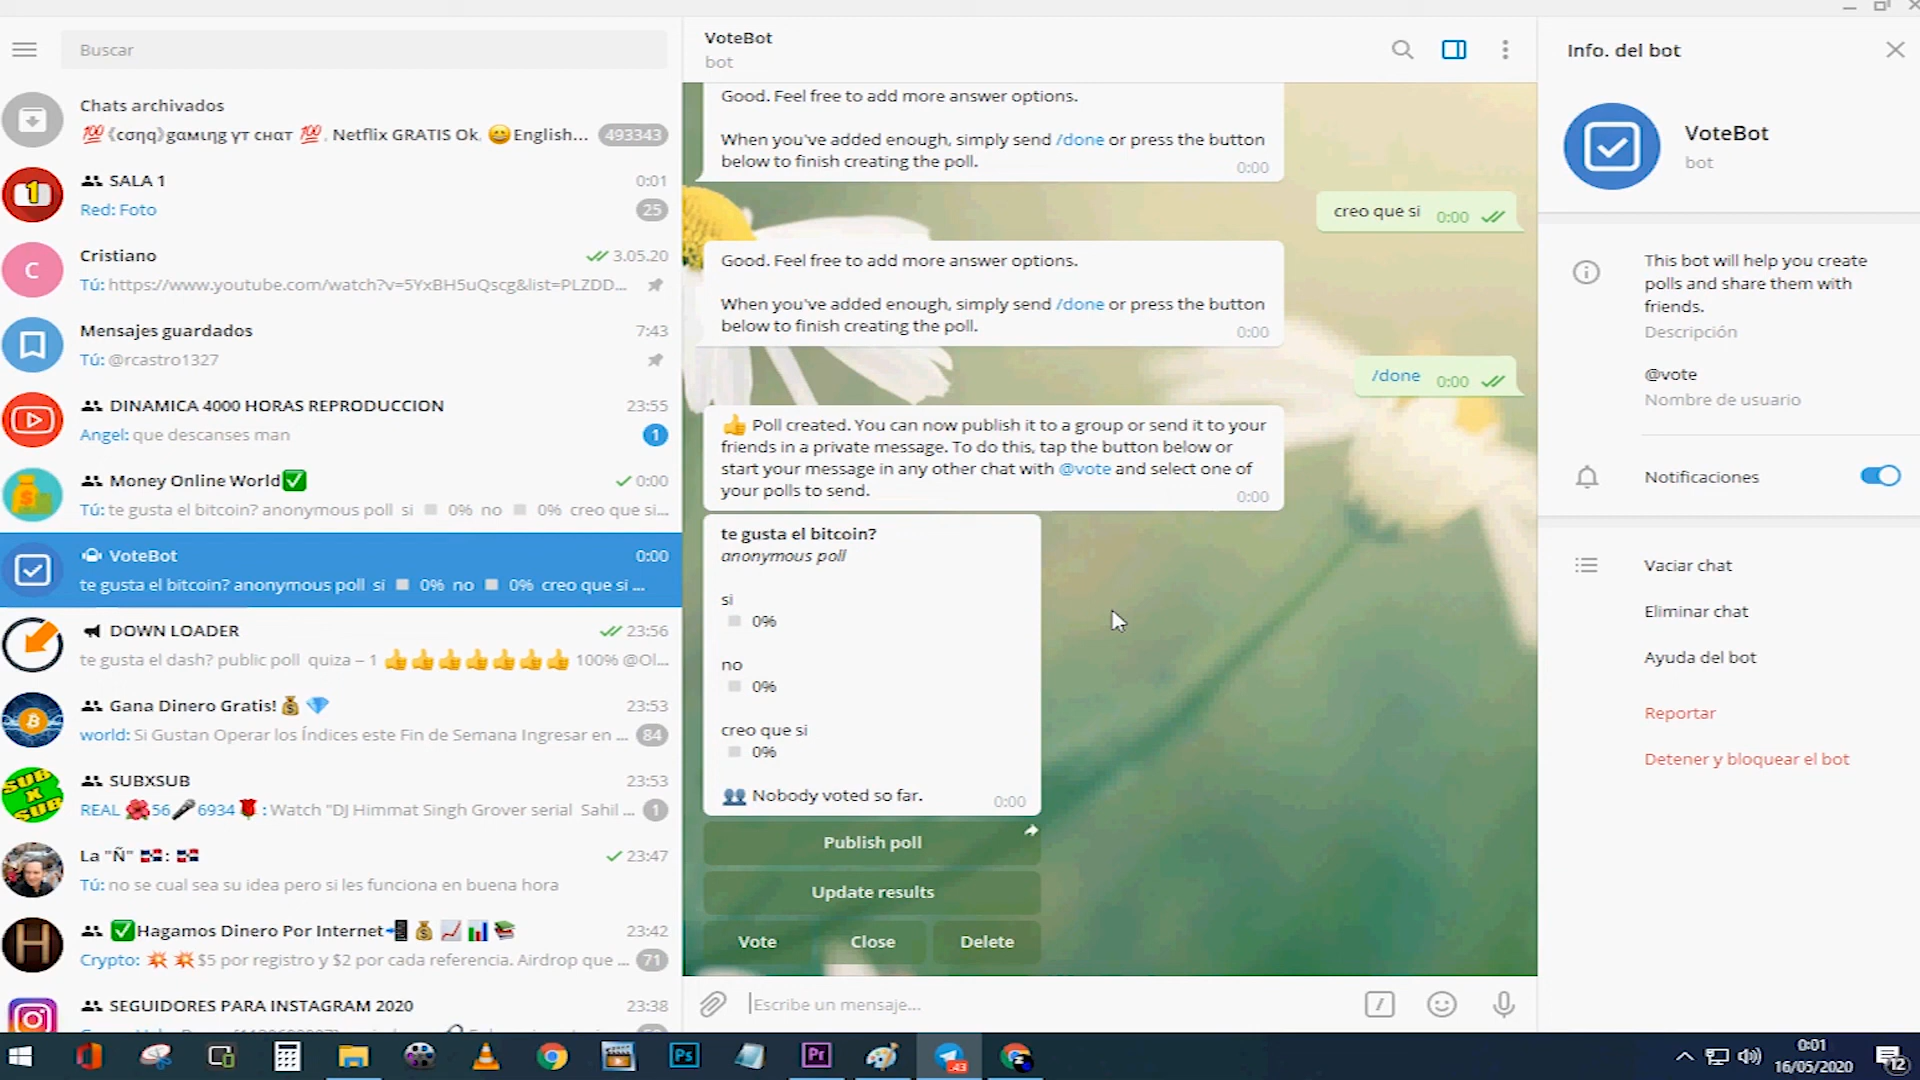 Buscar
Chats archivados
💯《cσηq》gαмιηg үт cнαт 💯, Netflix GRATIS Ok, 😄English... 493343
SALA 1 0:01
Red: Foto 25
Cristiano 3.05.20
Tú: https://www.youtube.com/watch?v=5YxBH5uQscg&list=PLZDD...
Mensajes guardados 7:43
Tú: @rcastro1327
DINAMICA 4000 HORAS REPRODUCCION 23:55
Angel: que descanses man 1
Money Online World✅ 0:00
Tú: te gusta el bitcoin? anonymous poll si ◽ 0% no ◽ 0% creo que si...
VoteBot 0:00
te gusta el bitcoin? anonymous poll si ◽ 0% no ◽ 0% creo que si ...
DOWN LOADER 23:56
te gusta el dash? public poll quiza – 1 👍👍👍👍👍👍👍 100% @Ol...
Gana Dinero Gratis!💰💎 23:53
world: Si Gustan Operar los Índices este Fin de Semana Ingresar en ... 84
SUBXSUB 23:53
REAL 🌺56🎤6934🌹: Watch "DJ Himmat Singh Grover serial Sahil ... 1
La "Ñ" 🇩🇴: 🇩🇴 23:47
Tú: no se cual sea su idea pero si les funciona en buena hora
✅Hagamos Dinero Por Internet📲💰📈📊📚 23:42
Crypto: 💥💥$5 por registro y $2 por cada referencia. Airdrop que ... 71
SEGUIDORES PARA INSTAGRAM 2020 23:38
VoteBot
bot
Good. Feel free to add more answer options.
When you've added enough, simply send /done or press the button
below to finish creating the poll. 0:00
creo que si 0:00
Good. Feel free to add more answer options.
When you've added enough, simply send /done or press the button
below to finish creating the poll. 0:00
/done 0:00
👍 Poll created. You can now publish it to a group or send it to your
friends in a private message. To do this, tap the button below or
start your message in any other chat with @vote and select one of
your polls to send. 0:00
te gusta el bitcoin?
anonymous poll
si
◽ 0%
no
◽ 0%
creo que si
◽ 0%
👥 Nobody voted so far. 0:00
Publish poll
Update results
Vote Close Delete
Escribe un mensaje...
Info. del bot
VoteBot
bot
This bot will help you create
polls and share them with
friends.
Descripción
@vote
Nombre de usuario
Notificaciones
Vaciar chat
Eliminar chat
Ayuda del bot
Reportar
Detener y bloquear el bot
Ps
Pr
.43
0:01
16/05/2020
12